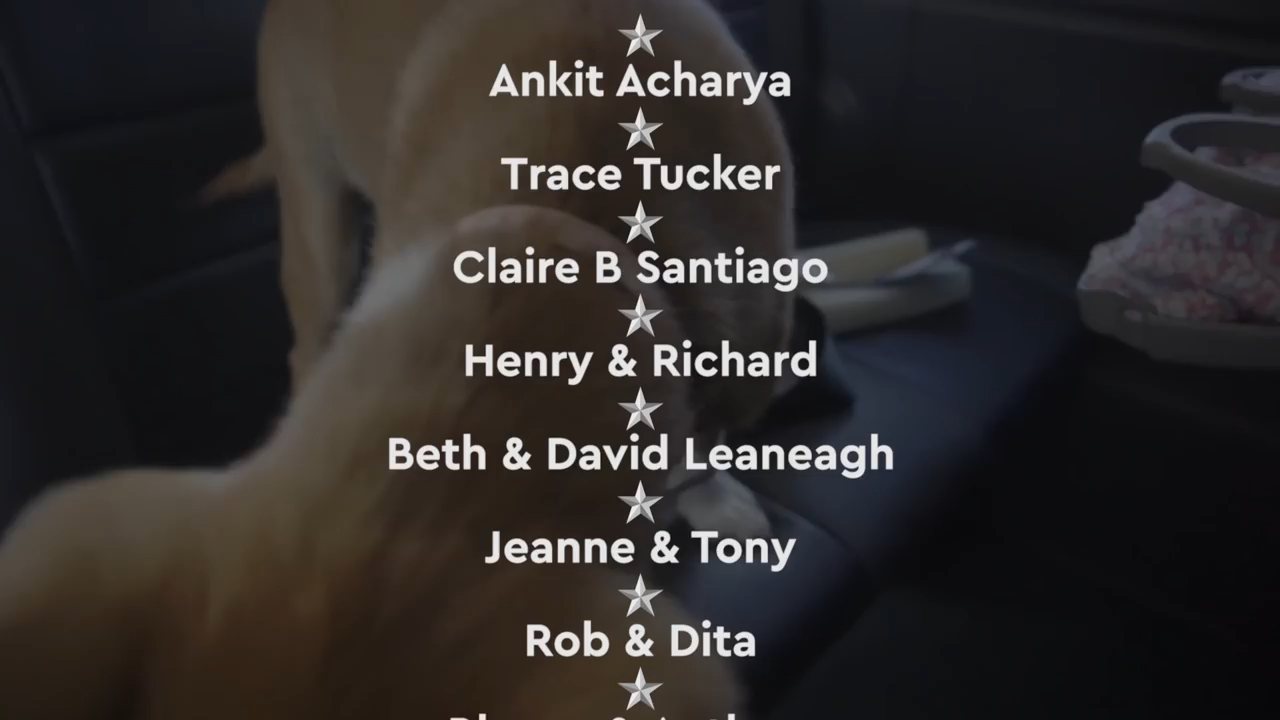 Ankit Acharya
Trace Tucker
Claire B Santiago
Henry & Richard
Beth & David Leaneagh
Jeanne & Tony
Rob & Dita